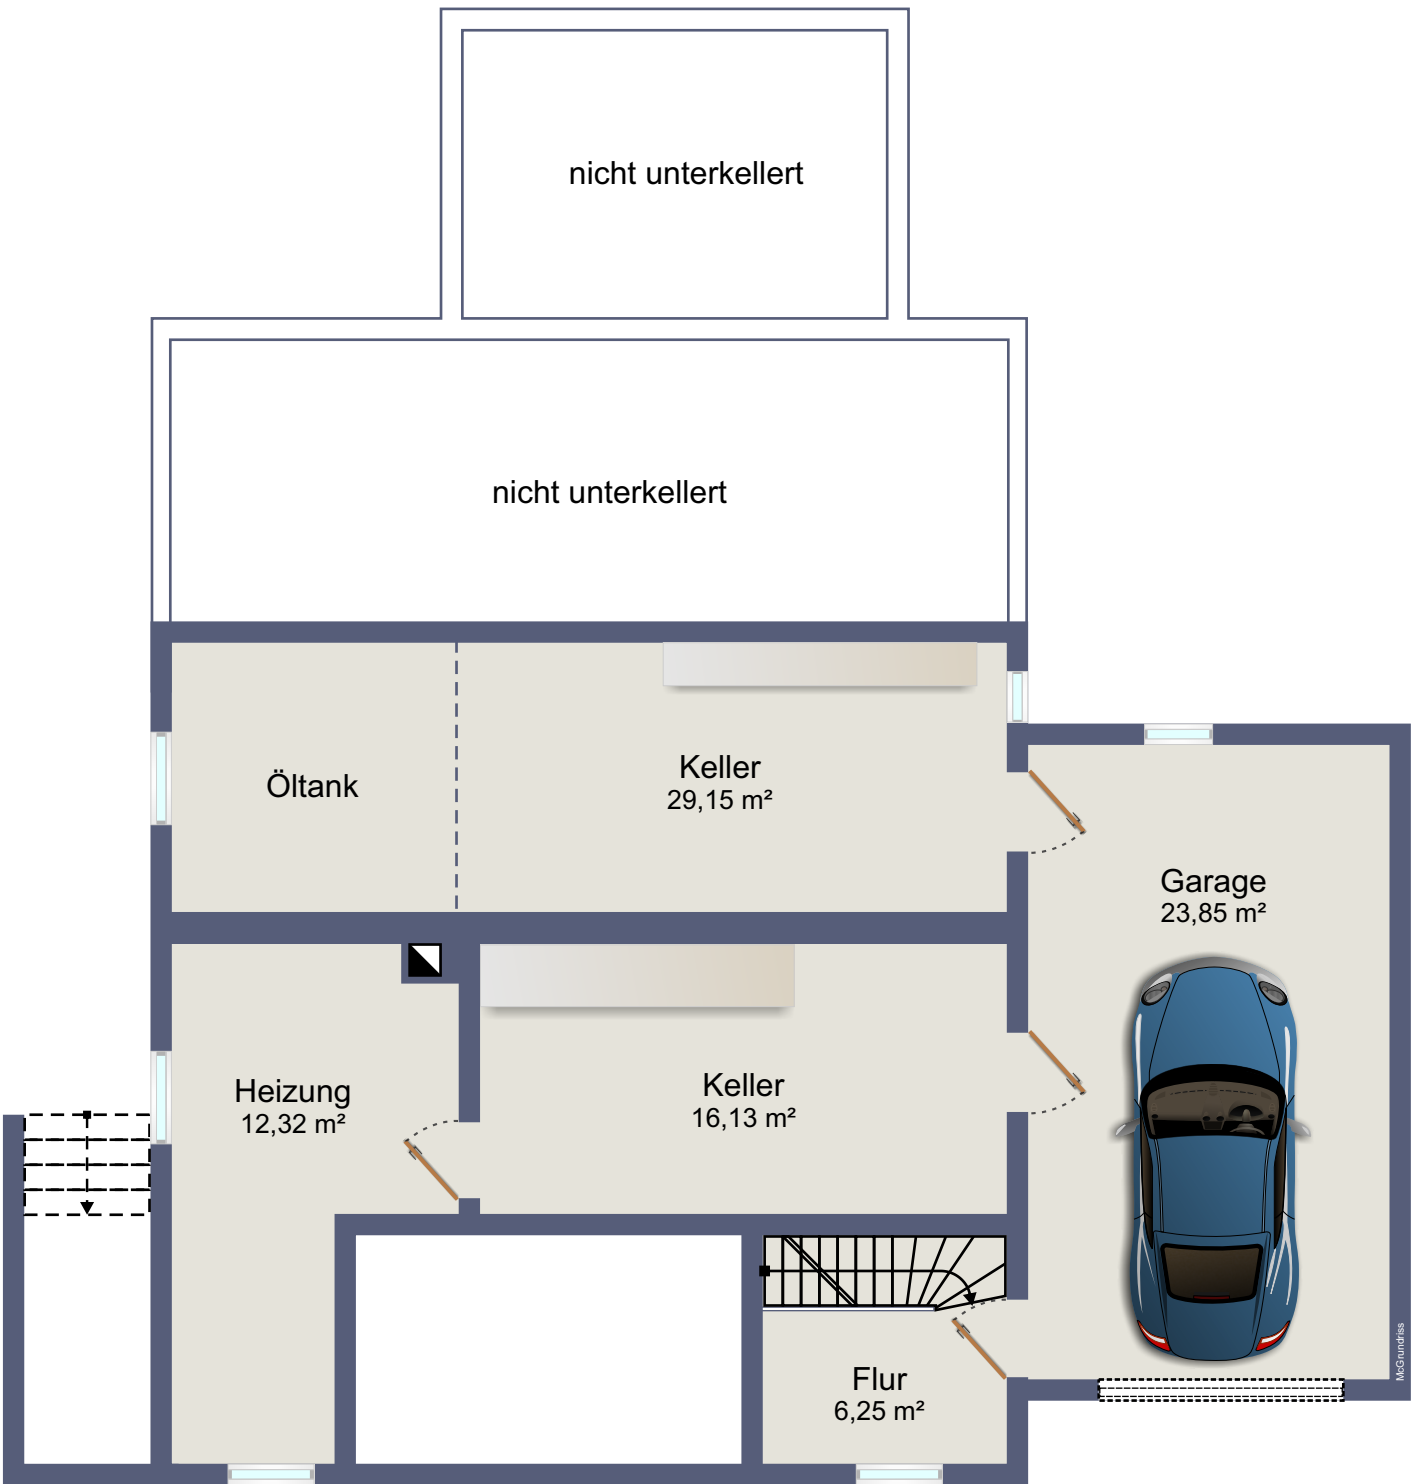 nicht unterkellert
nicht unterkellert
Öltank
Keller
29,15 m²
Garage
23,85 m²
Heizung
12,32 m²
Keller
16,13 m²
Flur
6,25 m²
McGrundriss